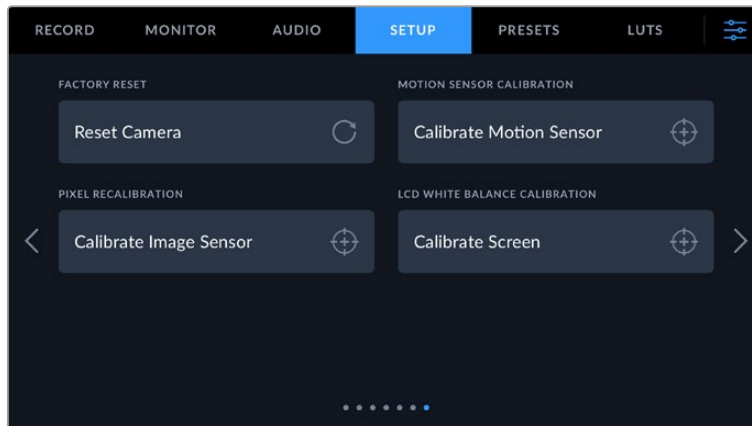 RECORD MONITOR AUDIO SETUP PRESETS LUTS
FACTORY RESET
Reset Camera
MOTION SENSOR CALIBRATION
Calibrate Motion Sensor
PIXEL RECALIBRATION
Calibrate Image Sensor
LCD WHITE BALANCE CALIBRATION
Calibrate Screen